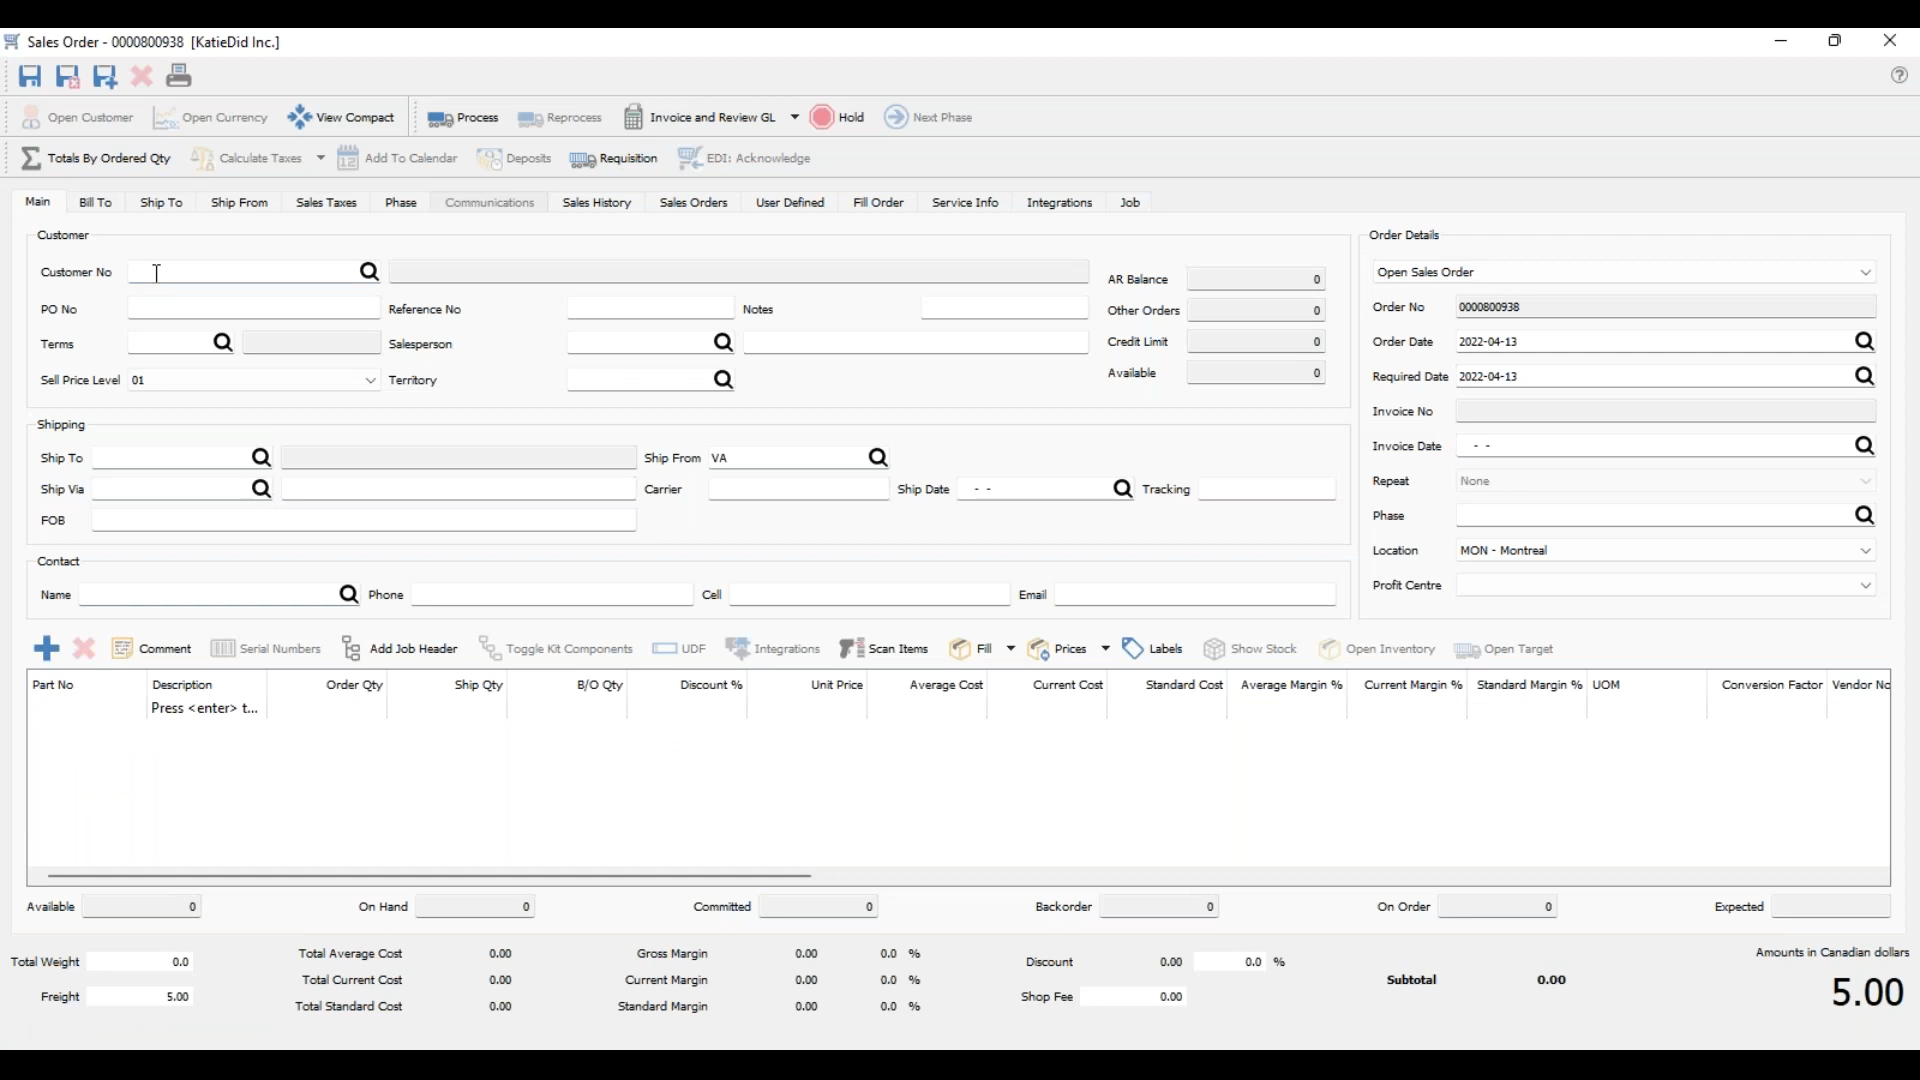 Sales Order - 0000800938 [KatieDid Inc.]
Open Customer Open Currency View Compact Process Reprocess Invoice and Review GL Hold Next Phase
Totals By Ordered Qty Calculate Taxes Add To Calendar Deposits Requisition EDI: Acknowledge
Main Bill To Ship To Ship From Sales Taxes Phase Communications Sales History Sales Orders User Defined Fill Order Service Info Integrations Job
Customer
Customer No
PO No Reference No Notes
Terms Salesperson
Sell Price Level 01 Territory
AR Balance 0
Other Orders 0
Credit Limit 0
Available 0
Shipping
Ship To Ship From VA
Ship Via Carrier Ship Date - - Tracking
FOB
Contact
Name Phone Cell Email
Order Details
Open Sales Order
Order No 0000800938
Order Date 2022-04-13
Required Date 2022-04-13
Invoice No
Invoice Date - -
Repeat None
Phase
Location MON - Montreal
Profit Centre
Comment Serial Numbers Add Job Header Toggle Kit Components UDF Integrations Scan Items Fill Prices Labels Show Stock Open Inventory Open Target
Part No Description Order Qty Ship Qty B/O Qty Discount % Unit Price Average Cost Current Cost Standard Cost Average Margin % Current Margin % Standard Margin % UOM Conversion Factor Vendor No
Press <enter> t...
Available 0 On Hand 0 Committed 0 Backorder 0 On Order 0 Expected
Total Weight 0.0
Freight 5.00
Total Average Cost 0.00
Total Current Cost 0.00
Total Standard Cost 0.00
Gross Margin 0.00 0.0 %
Current Margin 0.00 0.0 %
Standard Margin 0.00 0.0 %
Discount 0.00 0.0 %
Shop Fee 0.00
Subtotal 0.00
Amounts in Canadian dollars
5.00